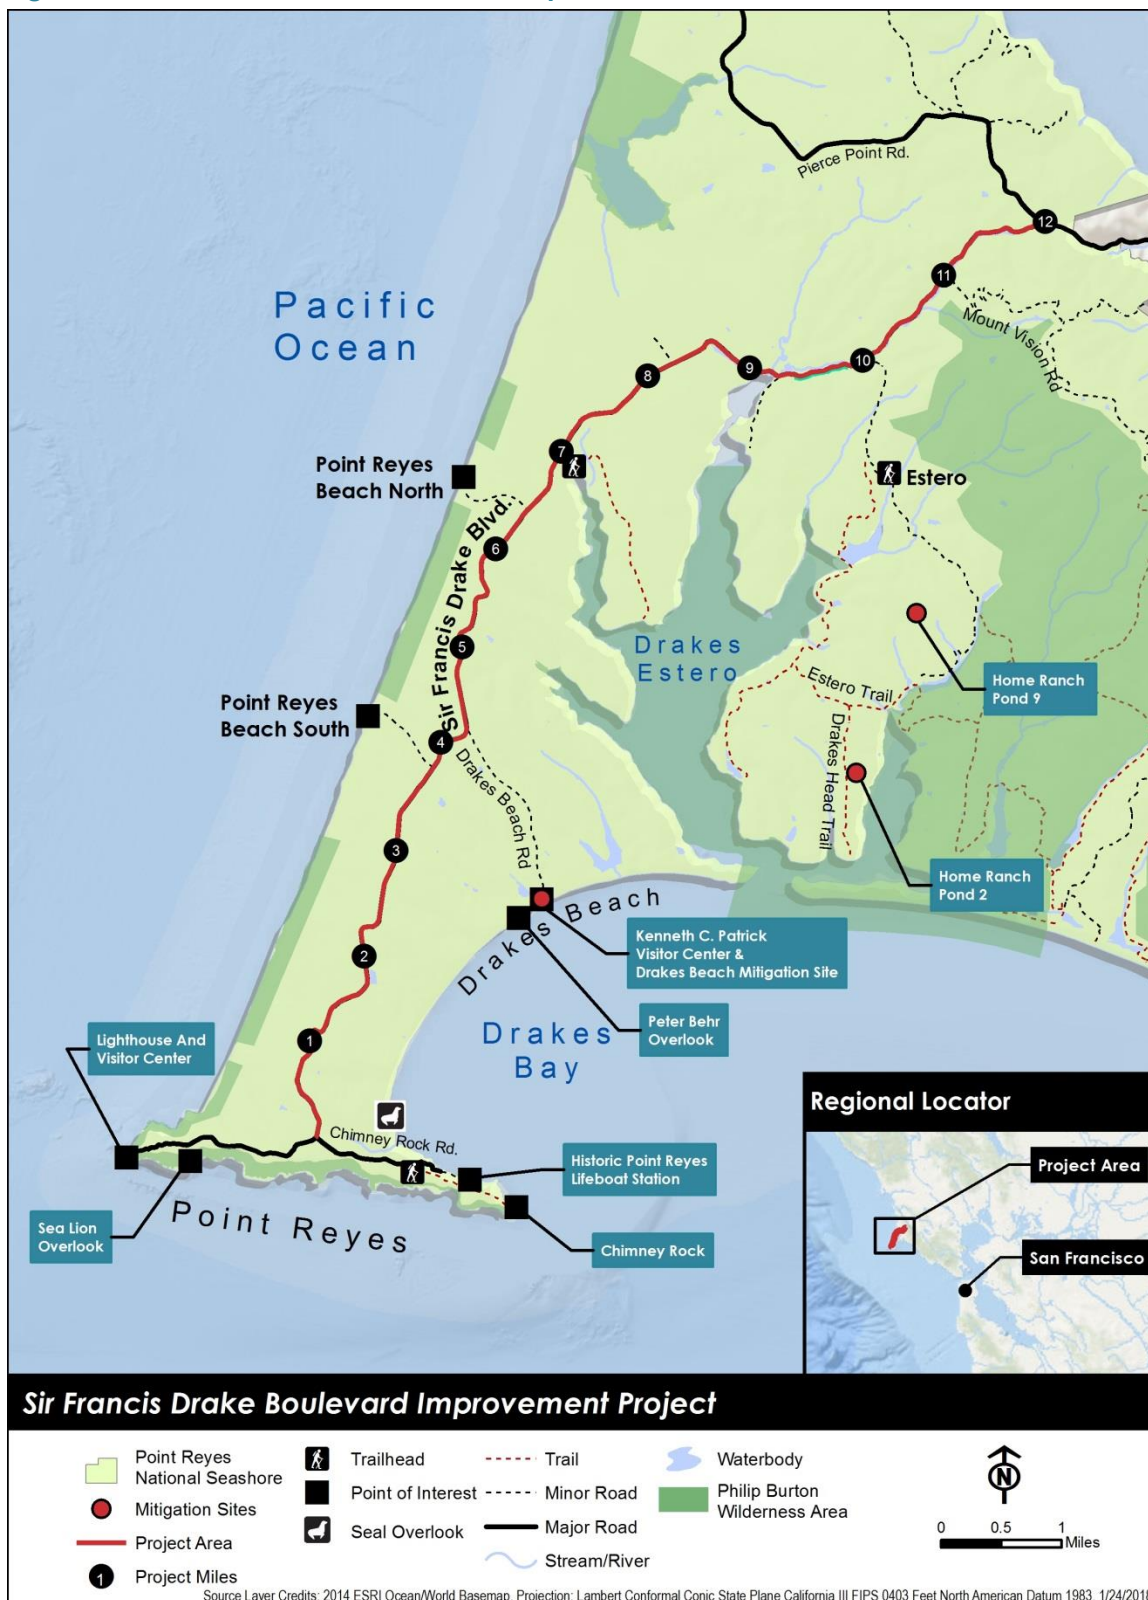 Pierce Point Rd.
12
11
Mount Vision Rd
10
9
8
7
Pacific
Ocean
Point Reyes
Beach North
Estero
Sir Francis Drake Blvd.
6
5
Drakes
Estero
Home Ranch
Pond 9
Estero Trail
Point Reyes
Beach South
4
Drakes Beach Rd
Drakes Head Trail
3
Home Ranch
Pond 2
Drakes Beach
Kenneth C. Patrick
Visitor Center &
Drakes Beach Mitigation Site
2
Peter Behr
Overlook
Drakes
Bay
1
Lighthouse And
Visitor Center
Chimney Rock Rd.
Historic Point Reyes
Lifeboat Station
Point Reyes
Sea Lion
Overlook
Chimney Rock
Regional Locator
Project Area
San Francisco
Sir Francis Drake Boulevard Improvement Project
Point Reyes
National Seashore
Mitigation Sites
Project Area
1
Project Miles
Trailhead
Point of Interest
Seal Overlook
Trail
Minor Road
Major Road
Stream/River
Waterbody
Philip Burton
Wilderness Area
N
0 0.5 1
Miles
Source Layer Credits: 2014 ESRI Ocean/World Basemap, Projection: Lambert Conformal Conic State Plane California III FIPS 0403 Feet North American Datum 1983, 1/24/2018